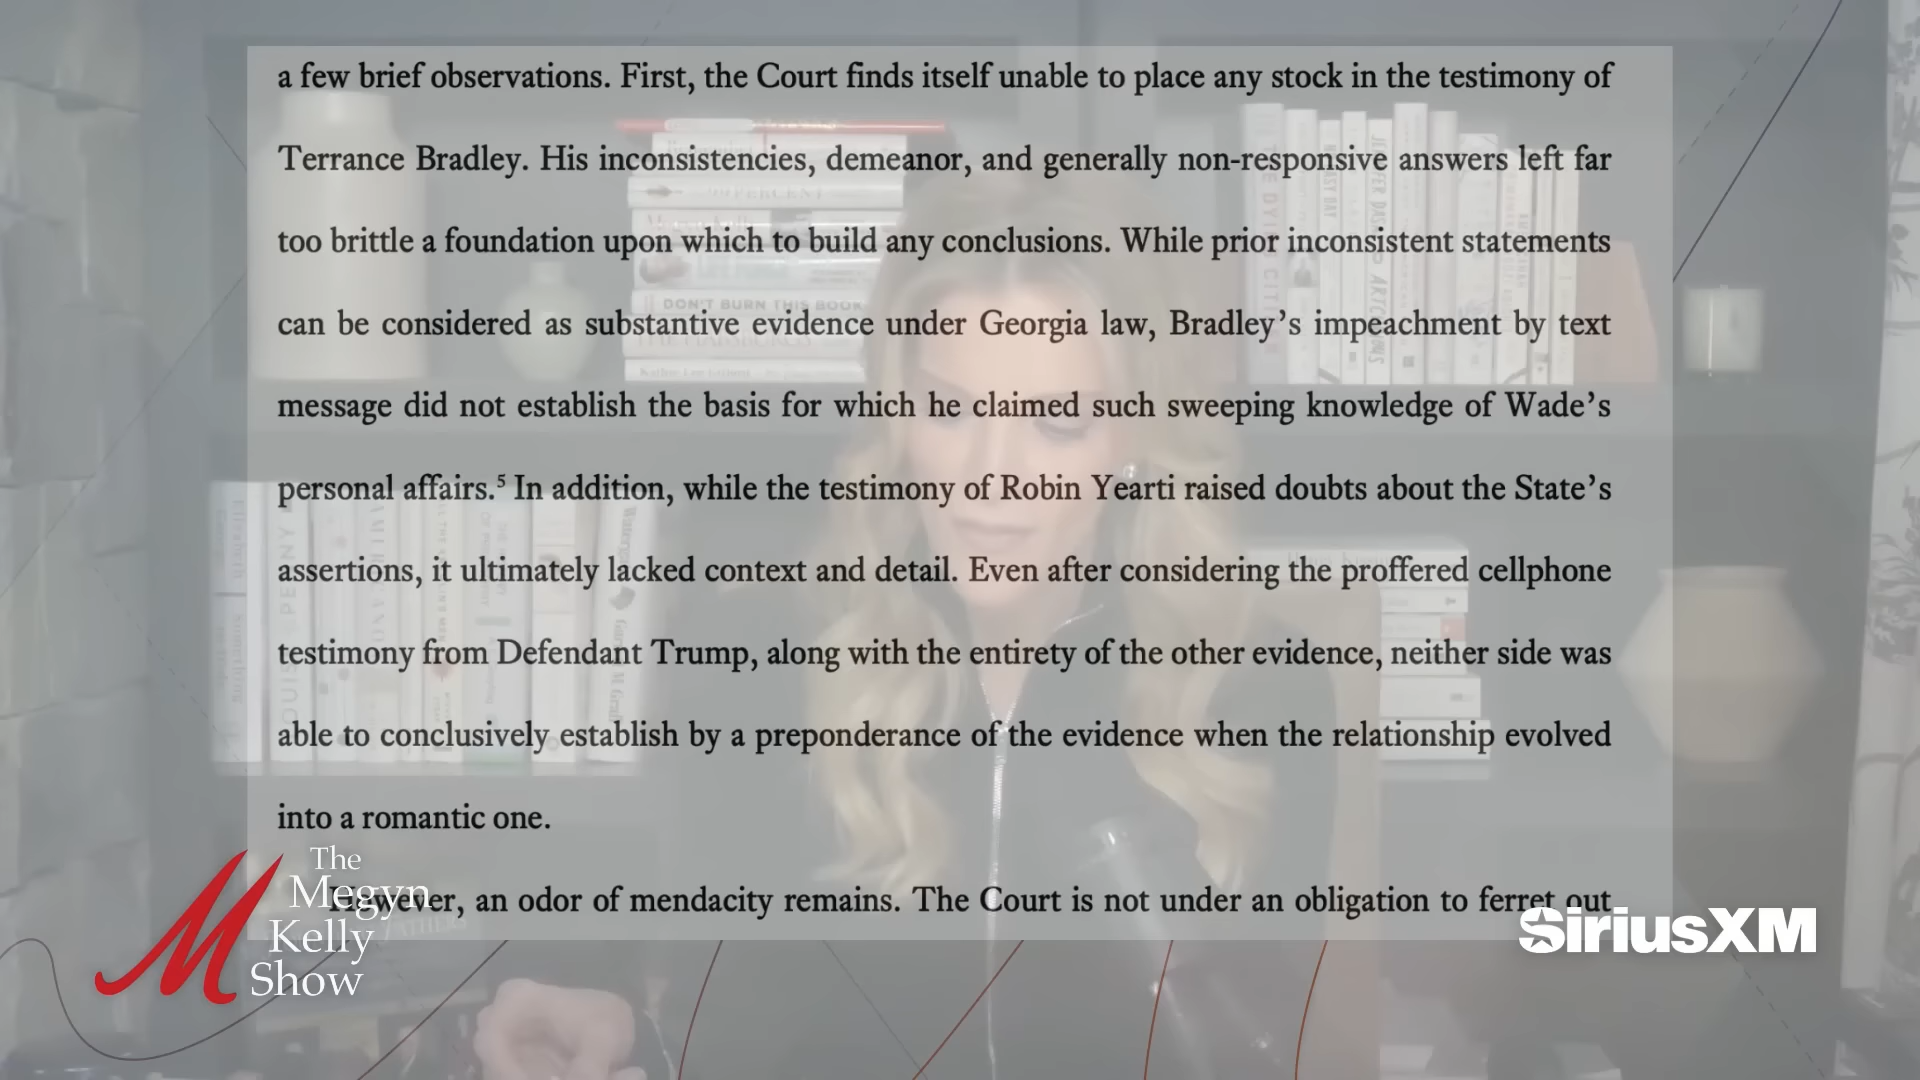 a few brief observations. First, the Court finds itself unable to place any stock in the testimony of
Terrance Bradley. His inconsistencies, demeanor, and generally non-responsive answers left far
too brittle a foundation upon which to build any conclusions. While prior inconsistent statements
can be considered as substantive evidence under Georgia law, Bradley’s impeachment by text
message did not establish the basis for which he claimed such sweeping knowledge of Wade’s
personal affairs.⁵ In addition, while the testimony of Robin Yearti raised doubts about the State’s
assertions, it ultimately lacked context and detail. Even after considering the proffered cellphone
testimony from Defendant Trump, along with the entirety of the other evidence, neither side was
able to conclusively establish by a preponderance of the evidence when the relationship evolved
into a romantic one.
However, an odor of mendacity remains. The Court is not under an obligation to ferret out
The
Megyn
Kelly
Show
SiriusXM
DON'T BURN THIS BOOK